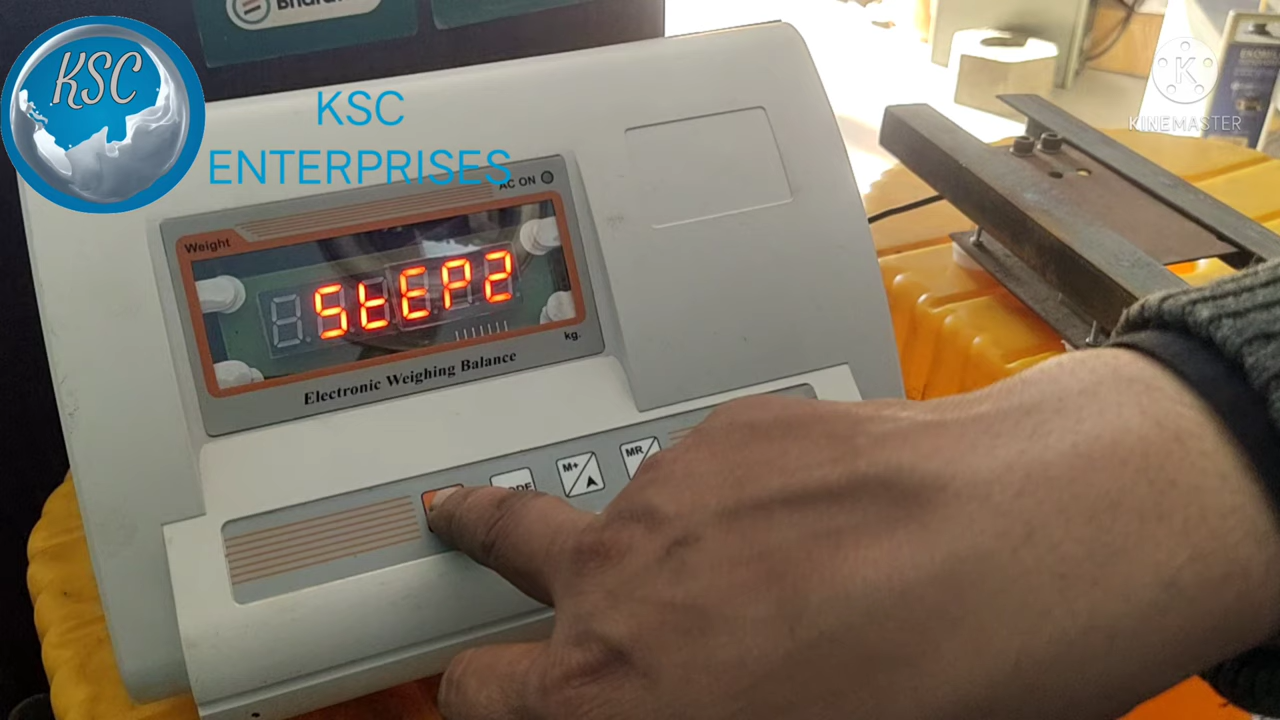 KSC
KSC
ENTERPRISES
AC ON
Weight
StEP2
kg.
Electronic Weighing Balance
M+
MR
K
KINEMASTER